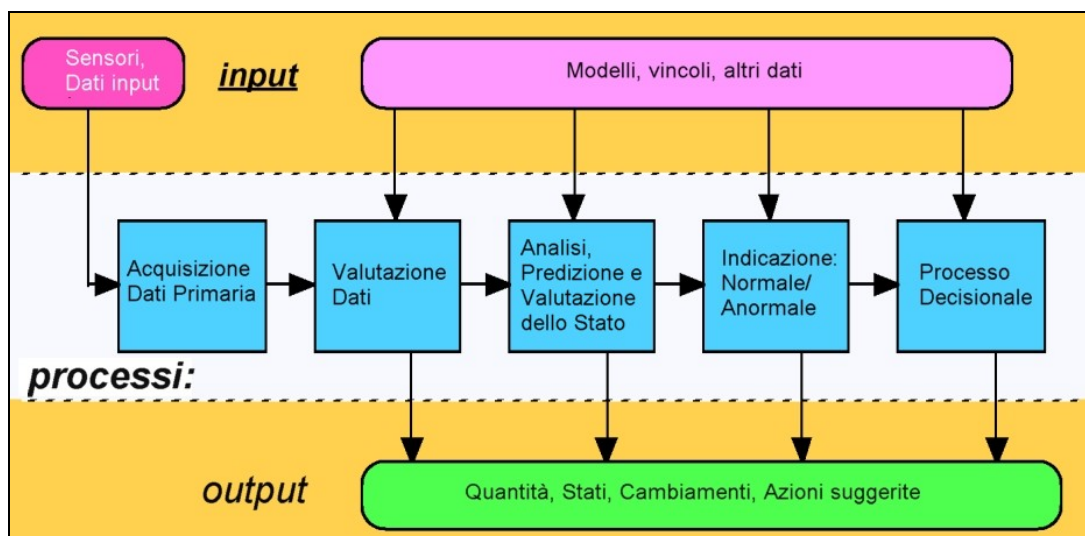 Sensori,
Dati input
input
Modelli, vincoli, altri dati
Acquisizione
Dati Primaria
Valutazione
Dati
Analisi,
Predizione e
Valutazione
dello Stato
Indicazione:
Normale/
Anormale
Processo
Decisionale
processi:
output
Quantità, Stati, Cambiamenti, Azioni suggerite